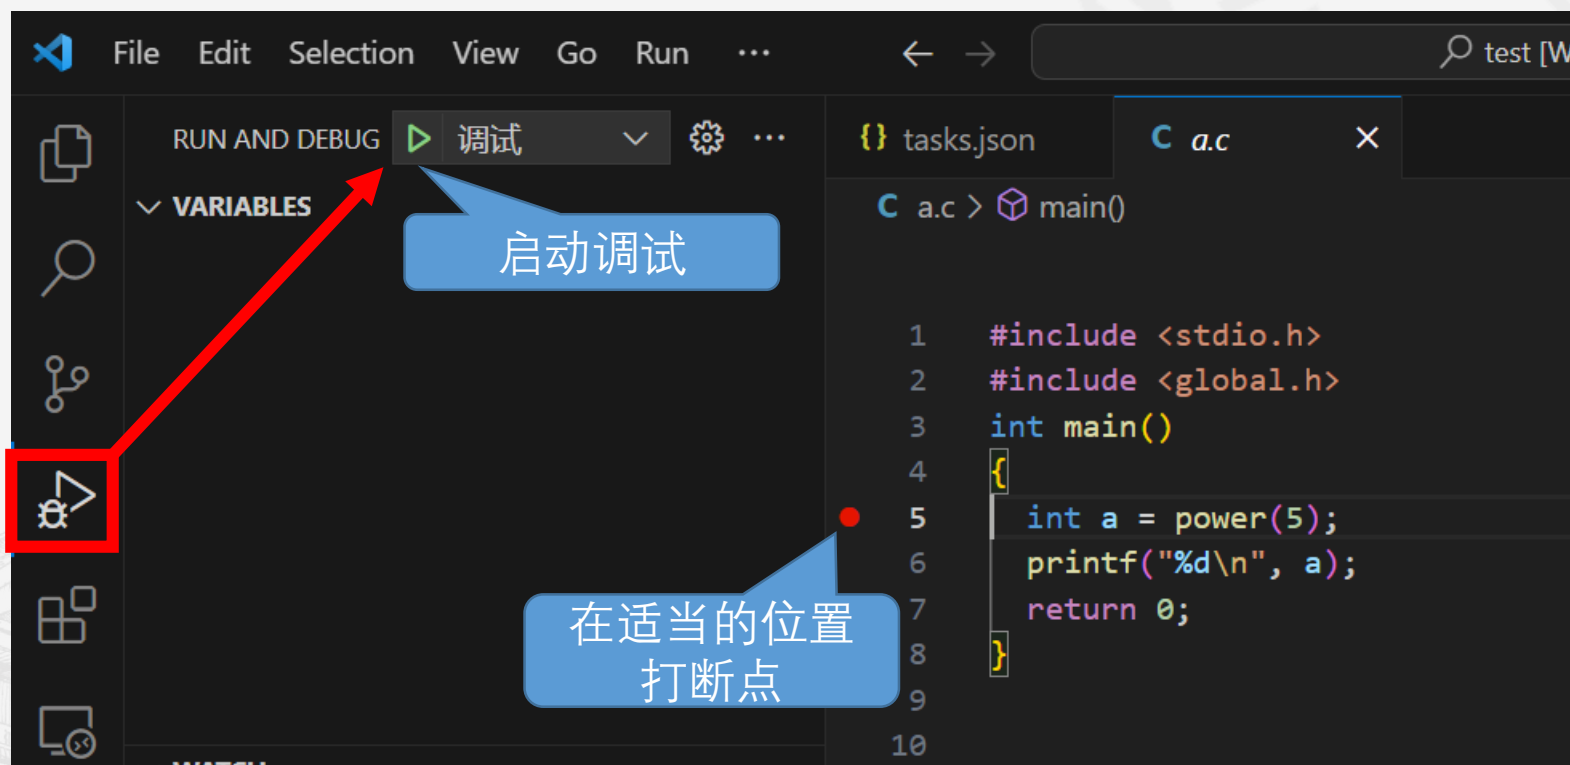 File Edit Selection View Go Run ···
test [W
RUN AND DEBUG 调试 ···
VARIABLES
启动调试
{} tasks.json
C a.c
C a.c > main()
1 #include <stdio.h>
2 #include <global.h>
3 int main()
4 {
5 int a = power(5);
6 printf("%d\n", a);
7 return 0;
8 }
9
10
在适当的位置
打断点
WATCH